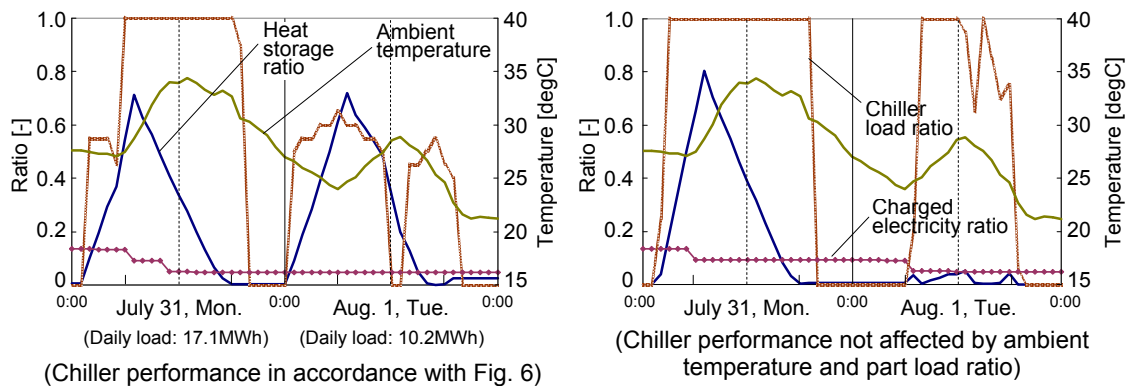 1.0
0.8
0.6
0.4
0.2
0
Ratio [-]
40
35
30
25
20
15
Temperature [degC]
Heat
storage
ratio
Ambient
temperature
0:00
0:00
0:00
July 31, Mon.
Aug. 1, Tue.
(Daily load: 17.1MWh)
(Daily load: 10.2MWh)
(Chiller performance in accordance with Fig. 6)
1.0
0.8
0.6
0.4
0.2
0
Ratio [-]
40
35
30
25
20
15
Temperature [degC]
Chiller
load ratio
Charged
electricity ratio
0:00
0:00
0:00
July 31, Mon.
Aug. 1, Tue.
(Chiller performance not affected by ambient
temperature and part load ratio)